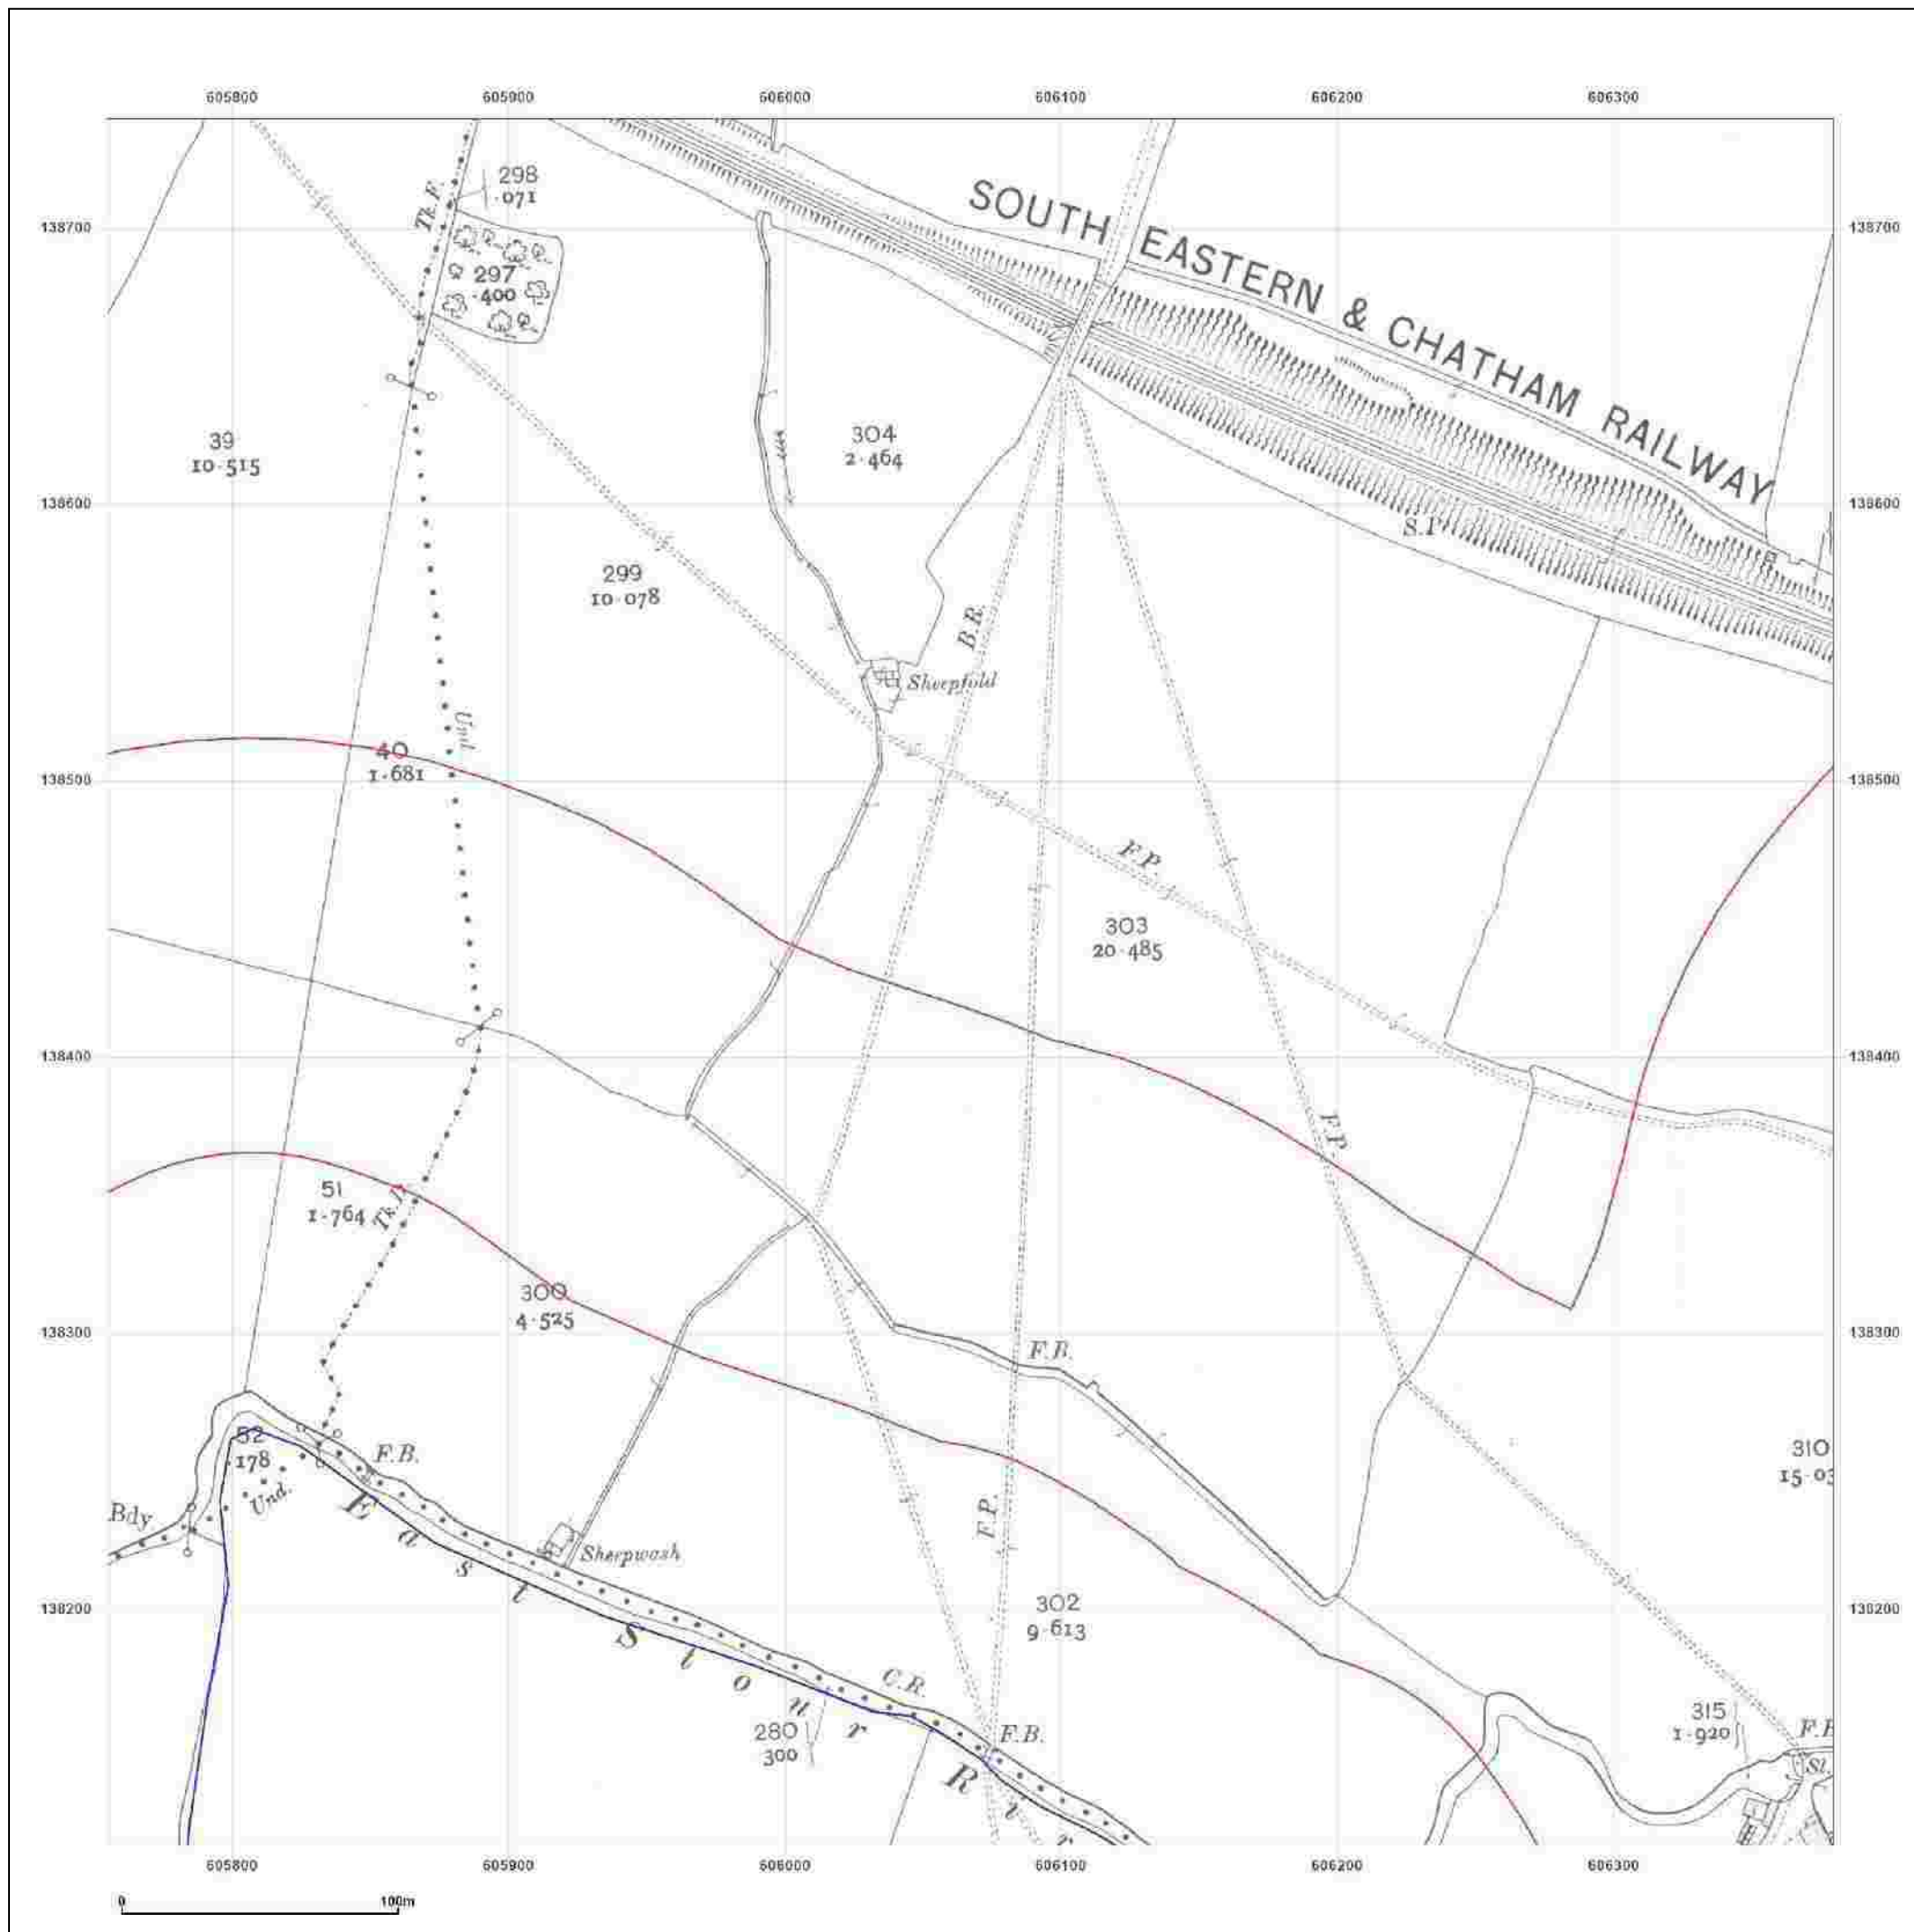 605800 605900 606000 606100 606200 606300
298
·071
Tk. F.
SOUTH EASTERN & CHATHAM RAILWAY
138700 138700
297
·400
39
10·515
304
2·464
138600 138600
S.P.
299
10·078
B.R.
Sheepfold
Und.
40
1·681
138500 138500
F.P.
303
20·485
138400 138400
F.P.
51
1·764
300
4·525
138300 138300
F.B.
52
178
Und.
F.B.
310
Bdy
East Stour
F.P.
Sheepwash
302
9·613
138200 138200
C.R.
280
300
F.B.
315
1·920
605800 605900 606000 606100 606200 606300
0 100m